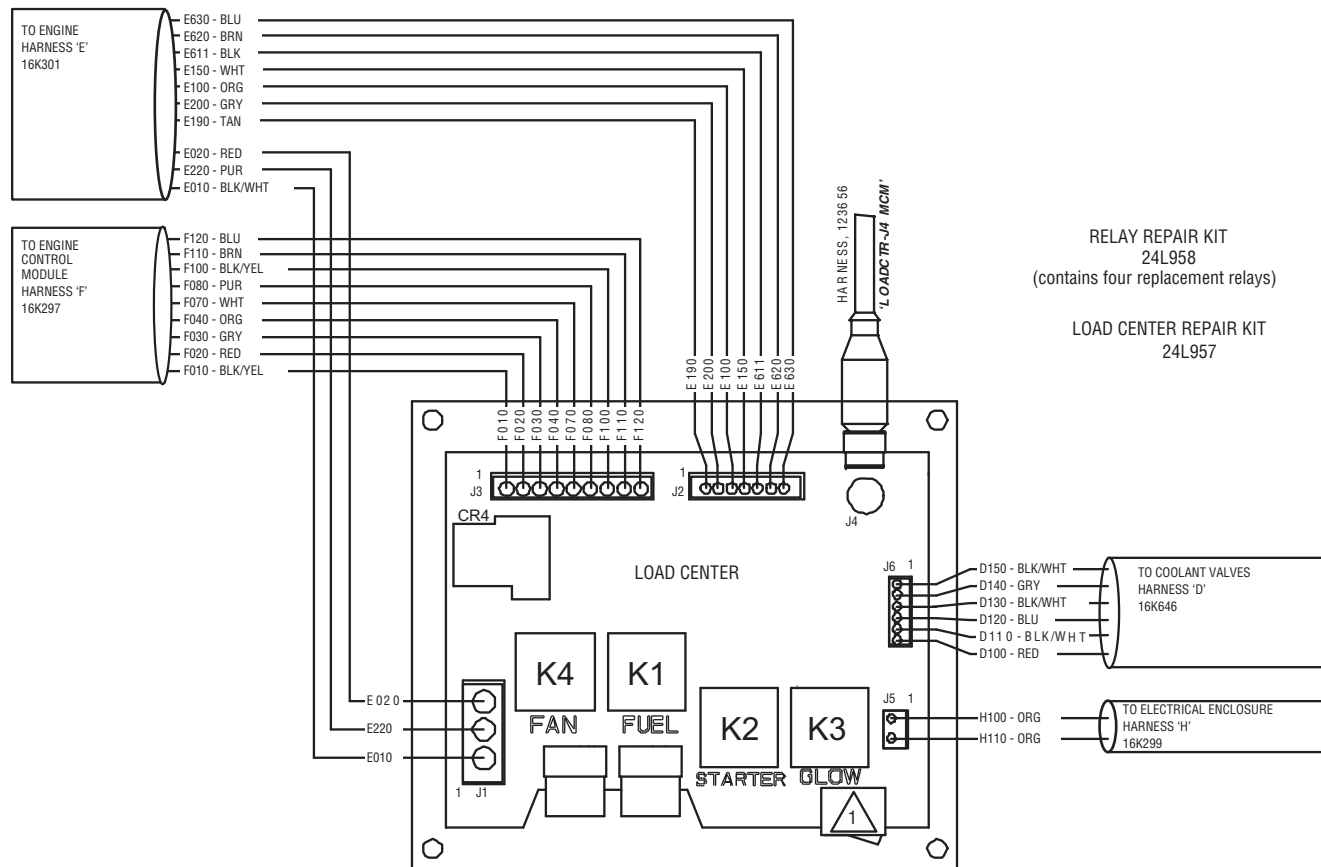 TO ENGINE
HARNESS ‘E’
16K301
E630 - BLU
E620 - BRN
E611 - BLK
E150 - WHT
E100 - ORG
E200 - GRY
E190 - TAN
E020 - RED
E220 - PUR
E010 - BLK/WHT
TO ENGINE
CONTROL
MODULE
HARNESS ‘F’
16K297
F120 - BLU
F110 - BRN
F100 - BLK/YEL
F080 - PUR
F070 - WHT
F040 - ORG
F030 - GRY
F020 - RED
F010 - BLK/YEL
HARNESS, 123656
'LOADCTR-J4 MCM'
RELAY REPAIR KIT
24L958
(contains four replacement relays)
LOAD CENTER REPAIR KIT
24L957
E190
E200
E100
E150
E611
E620
E630
F010
F020
F030
F040
F070
F080
F100
F110
F120
1
J3
1
J2
J4
CR4
LOAD CENTER
J6 1
D150 - BLK/WHT
D140 - GRY
D130 - BLK/WHT
D120 - BLU
D110 - BLK/WHT
D100 - RED
TO COOLANT VALVES
HARNESS ‘D’
16K646
K4
FAN
K1
FUEL
K2
STARTER
K3
GLOW
J5 1
H100 - ORG
H110 - ORG
TO ELECTRICAL ENCLOSURE
HARNESS ‘H’
16K299
E020
E220
E010
1 J1
1